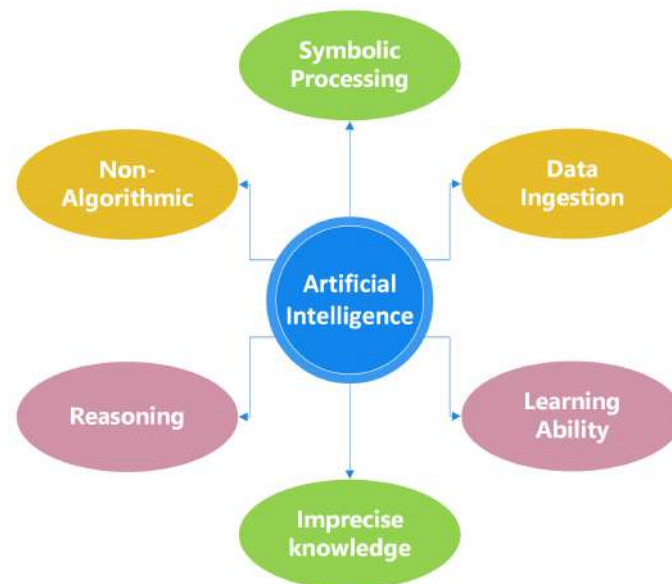 Symbolic
Processing
Non-
Algorithmic
Data
Ingestion
Artificial
Intelligence
Reasoning
Learning
Ability
Imprecise
knowledge